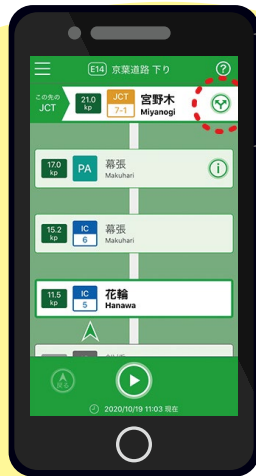 E14 京葉道路 下り
?
この先の
JCT
21.0
kp
JCT
7-1
宮野木
Miyanogi
17.0
kp
PA
幕張
Makuhari
i
15.2
kp
IC
6
幕張
Makuhari
11.5
kp
IC
5
花輪
Hanawa
戻る
2020/10/19 11:03 現在